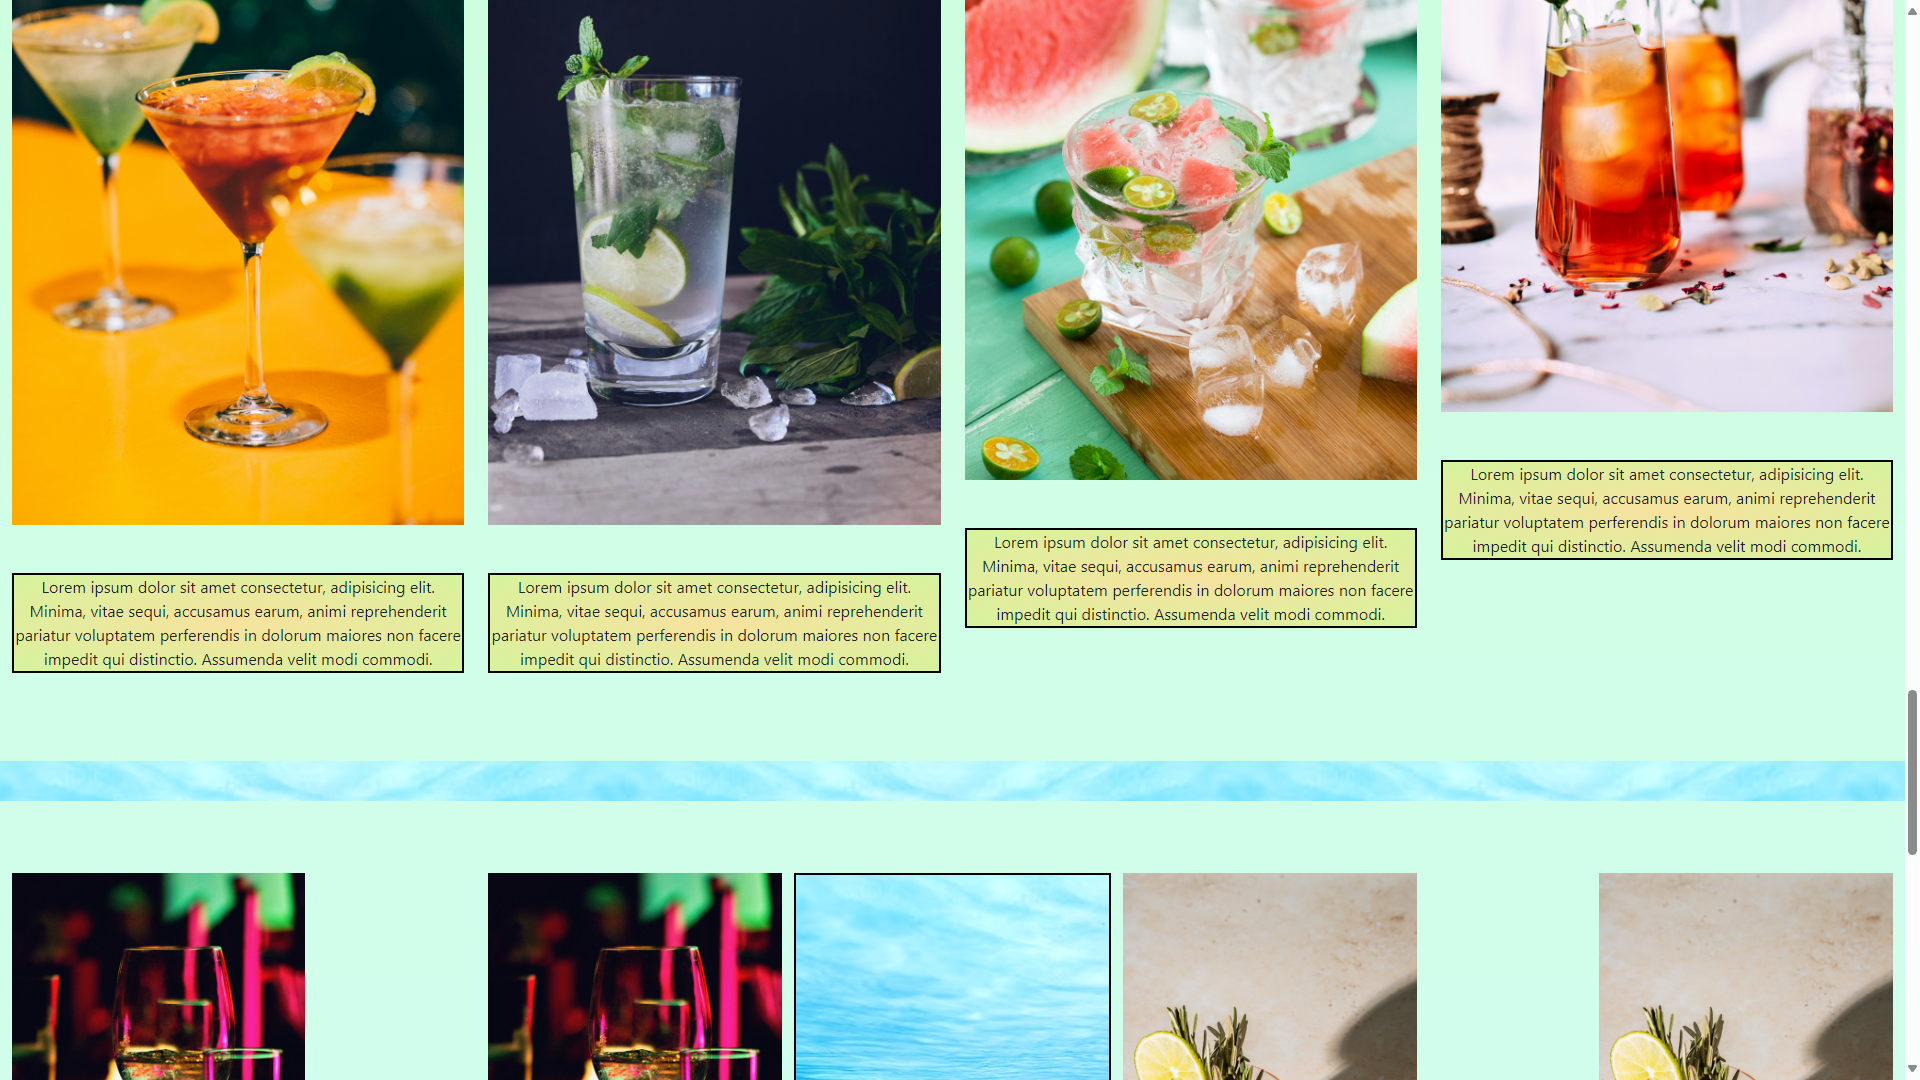 Lorem ipsum dolor sit amet consectetur, adipisicing elit.
Minima, vitae sequi, accusamus earum, animi reprehenderit
pariatur voluptatem perferendis in dolorum maiores non facere
impedit qui distinctio. Assumenda velit modi commodi.
Lorem ipsum dolor sit amet consectetur, adipisicing elit.
Minima, vitae sequi, accusamus earum, animi reprehenderit
pariatur voluptatem perferendis in dolorum maiores non facere
impedit qui distinctio. Assumenda velit modi commodi.
Lorem ipsum dolor sit amet consectetur, adipisicing elit.
Minima, vitae sequi, accusamus earum, animi reprehenderit
pariatur voluptatem perferendis in dolorum maiores non facere
impedit qui distinctio. Assumenda velit modi commodi.
Lorem ipsum dolor sit amet consectetur, adipisicing elit.
Minima, vitae sequi, accusamus earum, animi reprehenderit
pariatur voluptatem perferendis in dolorum maiores non facere
impedit qui distinctio. Assumenda velit modi commodi.